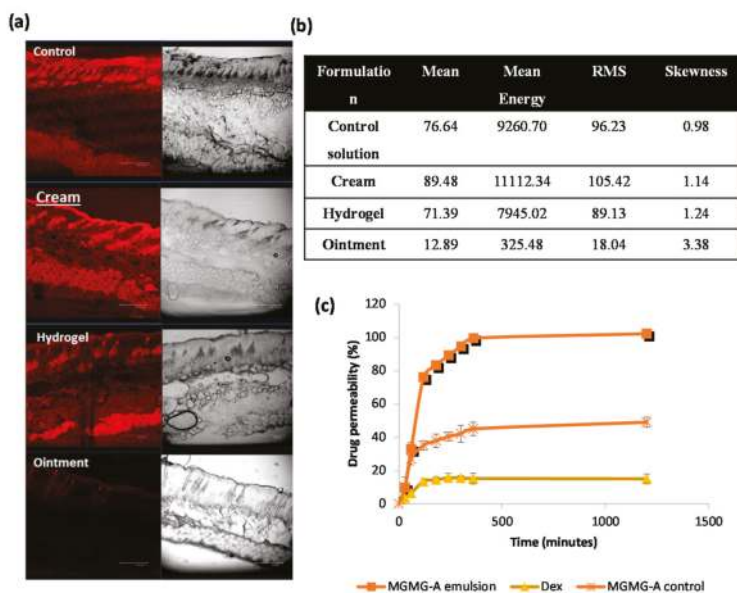 (a)
Control
Cream
Hydrogel
Ointment
(b)
Formulatio
n
Mean
Mean
Energy
RMS
Skewness
Control
solution
76.64
9260.70
96.23
0.98
Cream
89.48
11112.34
105.42
1.14
Hydrogel
71.39
7945.02
89.13
1.24
Ointment
12.89
325.48
18.04
3.38
(c)
Drug permeability (%)
120
100
80
60
40
20
0
0
500
1000
1500
Time (minutes)
MGMG-A emulsion
Dex
MGMG-A control